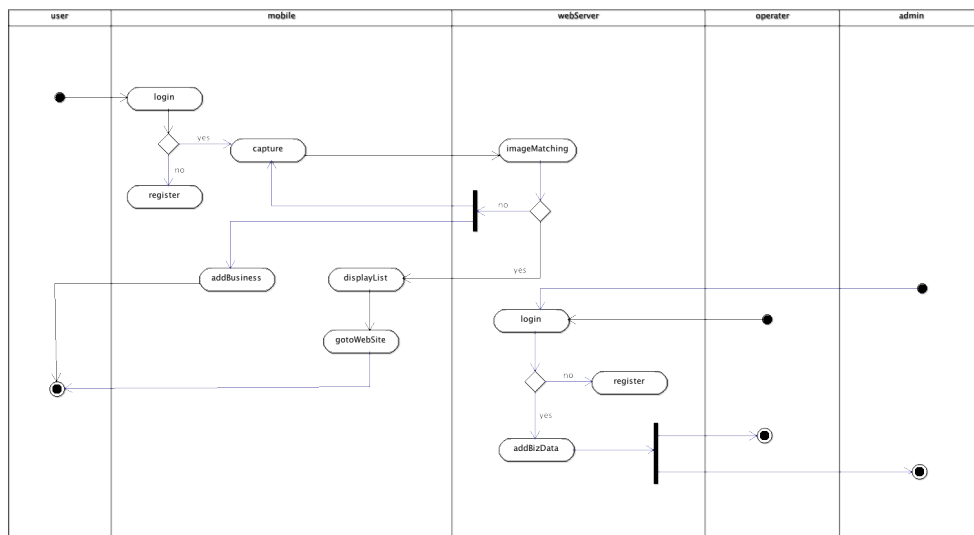 user
mobile
webServer
operater
admin
login
yes
capture
imageMatching
no
register
no
addBusiness
displayList
yes
login
gotoWebSite
no
register
yes
addBizData